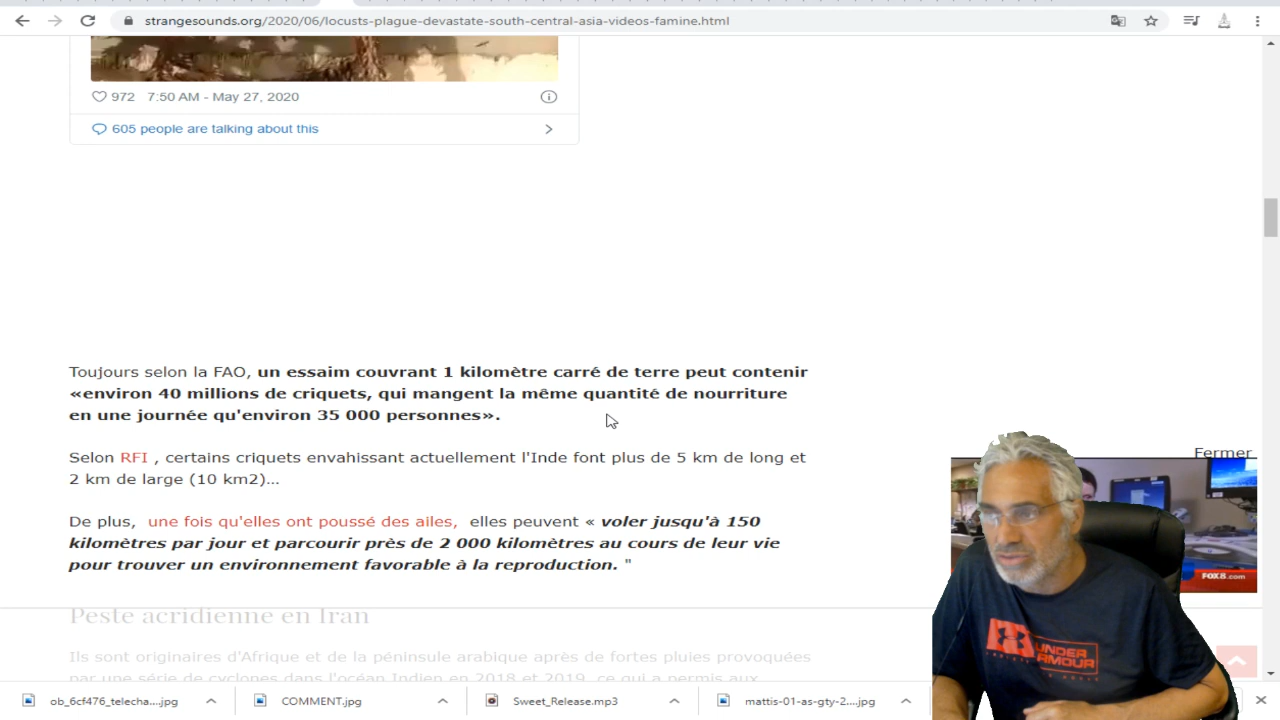 strangesounds.org/2020/06/locusts-plague-devastate-south-central-asia-videos-famine.html
972 7:50 AM - May 27, 2020
605 people are talking about this
Toujours selon la FAO, un essaim couvrant 1 kilomètre carré de terre peut contenir
«environ 40 millions de criquets, qui mangent la même quantité de nourriture
en une journée qu'environ 35 000 personnes».
Selon RFI , certains criquets envahissant actuellement l'Inde font plus de 5 km de long et
2 km de large (10 km2)...
De plus, une fois qu'elles ont poussé des ailes, elles peuvent « voler jusqu'à 150
kilomètres par jour et parcourir près de 2 000 kilomètres au cours de leur vie
pour trouver un environnement favorable à la reproduction. "
Peste acridienne en Iran
Ils sont originaires d'Afrique et de la péninsule arabique après de fortes pluies provoquées
par une série de cyclones dans l'océan Indien en 2018 et 2019, ce qui a permis aux
Fermer
FOX8.com
UNDER
ARMOUR
ob_6cf476_telecha....jpg
COMMENT.jpg
Sweet_Release.mp3
mattis-01-as-gty-2....jpg